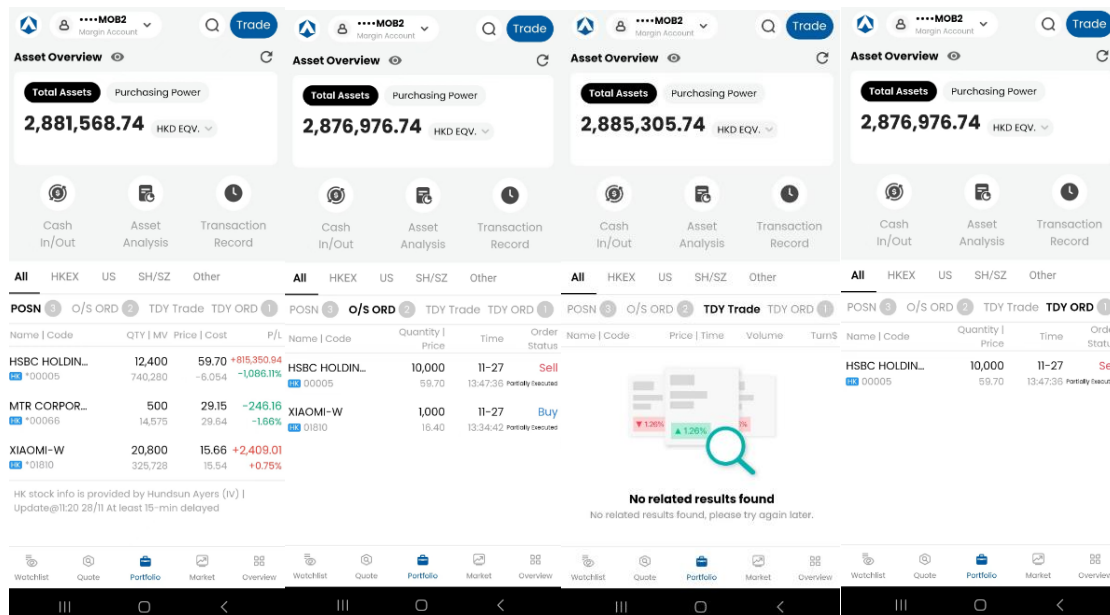 ••••MOB2
Margin Account
Trade
Asset Overview
Total Assets
Purchasing Power
2,881,568.74 HKD EQV.
Cash In/Out
Asset Analysis
Transaction Record
All HKEX US SH/SZ Other
POSN 3 O/S ORD 2 TDY Trade TDY ORD 1
Name | Code QTY | MV Price | Cost P/L
HSBC HOLDIN... 12,400 59.70 +815,350.94
HK *00005 740,280 -6,054 -1,086.11%
MTR CORPOR... 500 29.15 -246.16
HK *00066 14,575 29.64 -1.66%
XIAOMI-W 20,800 15.66 +2,409.01
HK *01810 325,728 15.54 +0.75%
HK stock info is provided by Hundsun Ayers (IV) |
Update@11:20 28/11 At least 15-min delayed
Watchlist Quote Portfolio Market Overview
••••MOB2
Margin Account
Trade
Asset Overview
Total Assets
Purchasing Power
2,876,976.74 HKD EQV.
Cash In/Out
Asset Analysis
Transaction Record
All HKEX US SH/SZ Other
POSN 3 O/S ORD 2 TDY Trade TDY ORD 1
Name | Code Quantity | Price Time Order Status
HSBC HOLDIN... 10,000 11-27 Sell
HK 00005 59.70 13:47:36 Partially Executed
XIAOMI-W 1,000 11-27 Buy
HK 01810 16.40 13:34:42 Partially Executed
Watchlist Quote Portfolio Market Overview
••••MOB2
Margin Account
Trade
Asset Overview
Total Assets
Purchasing Power
2,885,305.74 HKD EQV.
Cash In/Out
Asset Analysis
Transaction Record
All HKEX US SH/SZ Other
POSN 3 O/S ORD 2 TDY Trade TDY ORD 1
Name | Code Price | Time Volume Turn$
▼ 1.26% ▲ 1.26%
No related results found
No related results found, please try again later.
Watchlist Quote Portfolio Market Overview
••••MOB2
Margin Account
Trade
Asset Overview
Total Assets
Purchasing Power
2,876,976.74 HKD EQV.
Cash In/Out
Asset Analysis
Transaction Record
All HKEX US SH/SZ Other
POSN 3 O/S ORD 2 TDY Trade TDY ORD 1
Name | Code Quantity | Price Time Orde Statu
HSBC HOLDIN... 10,000 11-27 Se
HK 00005 59.70 13:47:36 Partially Execut
Watchlist Quote Portfolio Market Overview